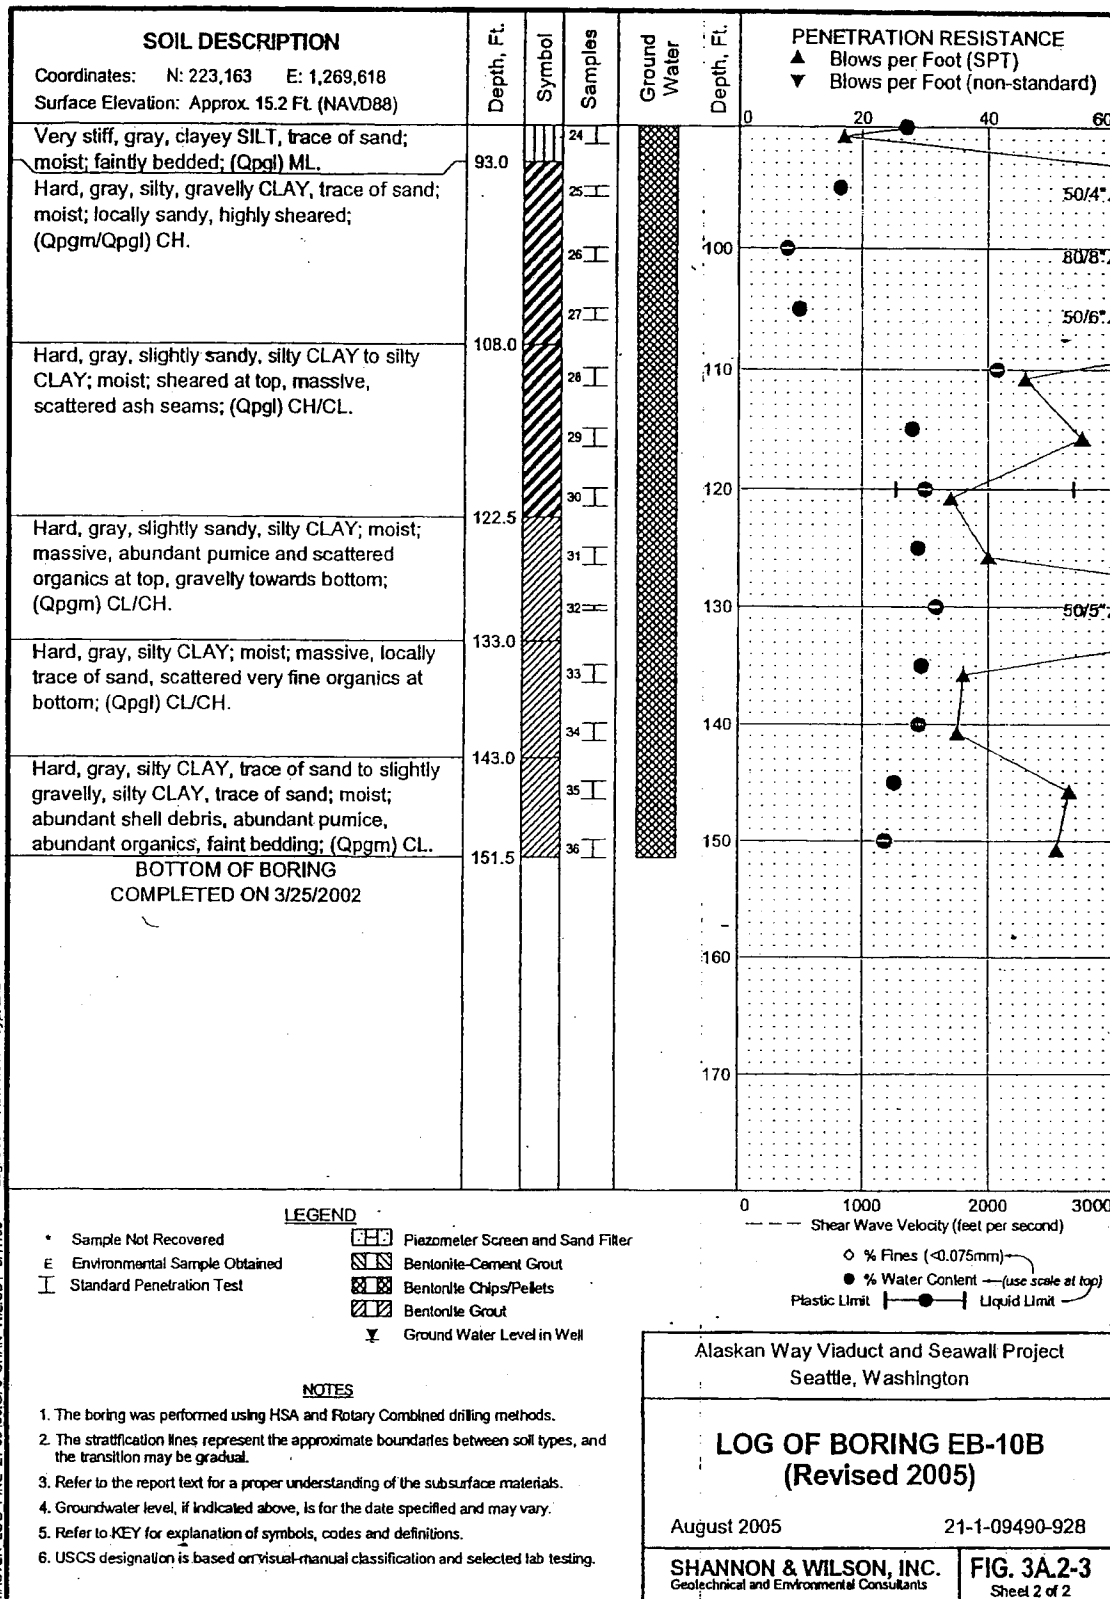 SOIL DESCRIPTION
Coordinates: N: 223,163 E: 1,269,618
Surface Elevation: Approx. 15.2 Ft. (NAVD88)
Depth, Ft.
Symbol
Samples
Ground
Water
Depth, Ft.
PENETRATION RESISTANCE
▲ Blows per Foot (SPT)
▼ Blows per Foot (non-standard)
0 20 40 60
Very stiff, gray, clayey SILT, trace of sand;
moist; faintly bedded; (Qpgl) ML.
93.0
Hard, gray, silty, gravelly CLAY, trace of sand;
moist; locally sandy, highly sheared;
(Qpgm/Qpgl) CH.
108.0
Hard, gray, slightly sandy, silty CLAY to silty
CLAY; moist; sheared at top, massive,
scattered ash seams; (Qpgl) CH/CL.
122.5
Hard, gray, slightly sandy, silty CLAY; moist;
massive, abundant pumice and scattered
organics at top, gravelly towards bottom;
(Qpgm) CL/CH.
133.0
Hard, gray, silty CLAY; moist; massive, locally
trace of sand, scattered very fine organics at
bottom; (Qpgl) CL/CH.
143.0
Hard, gray, silty CLAY, trace of sand to slightly
gravelly, silty CLAY, trace of sand; moist;
abundant shell debris, abundant pumice,
abundant organics, faint bedding; (Qpgm) CL.
151.5
BOTTOM OF BORING
COMPLETED ON 3/25/2002
24
25
26
27
28
29
30
31
32
33
34
35
36
100
110
120
130
140
150
160
170
50/4"
80/8"
50/6"
50/5"
0 1000 2000 3000
Shear Wave Velocity (feet per second)
◇ % Fines (<0.075mm)
● % Water Content (use scale at top)
Plastic Limit Liquid Limit
LEGEND
* Sample Not Recovered
E Environmental Sample Obtained
Standard Penetration Test
Piezometer Screen and Sand Filter
Bentonite-Cement Grout
Bentonite Chips/Pellets
Bentonite Grout
Ground Water Level in Well
NOTES
1. The boring was performed using HSA and Rotary Combined drilling methods.
2. The stratification lines represent the approximate boundaries between soil types, and
the transition may be gradual.
3. Refer to the report text for a proper understanding of the subsurface materials.
4. Groundwater level, if indicated above, is for the date specified and may vary.
5. Refer to KEY for explanation of symbols, codes and definitions.
6. USCS designation is based on visual-manual classification and selected lab testing.
Alaskan Way Viaduct and Seawall Project
Seattle, Washington
LOG OF BORING EB-10B
(Revised 2005)
August 2005 21-1-09490-928
SHANNON & WILSON, INC.
Geotechnical and Environmental Consultants
FIG. 3A.2-3
Sheet 2 of 2